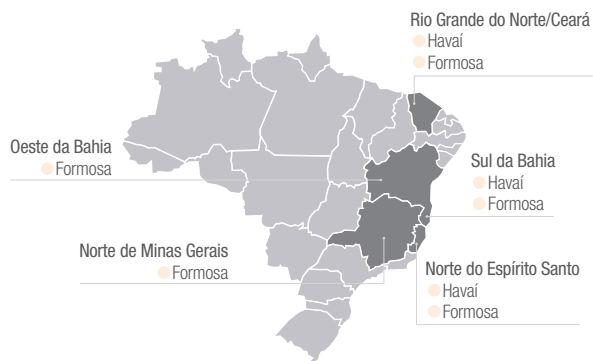 Rio Grande do Norte/Ceará
Havaí
Formosa
Oeste da Bahia
Formosa
Sul da Bahia
Havaí
Formosa
Norte de Minas Gerais
Formosa
Norte do Espírito Santo
Havaí
Formosa